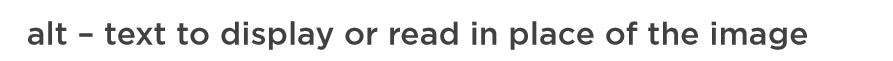 alt – text to display or read in place of the image